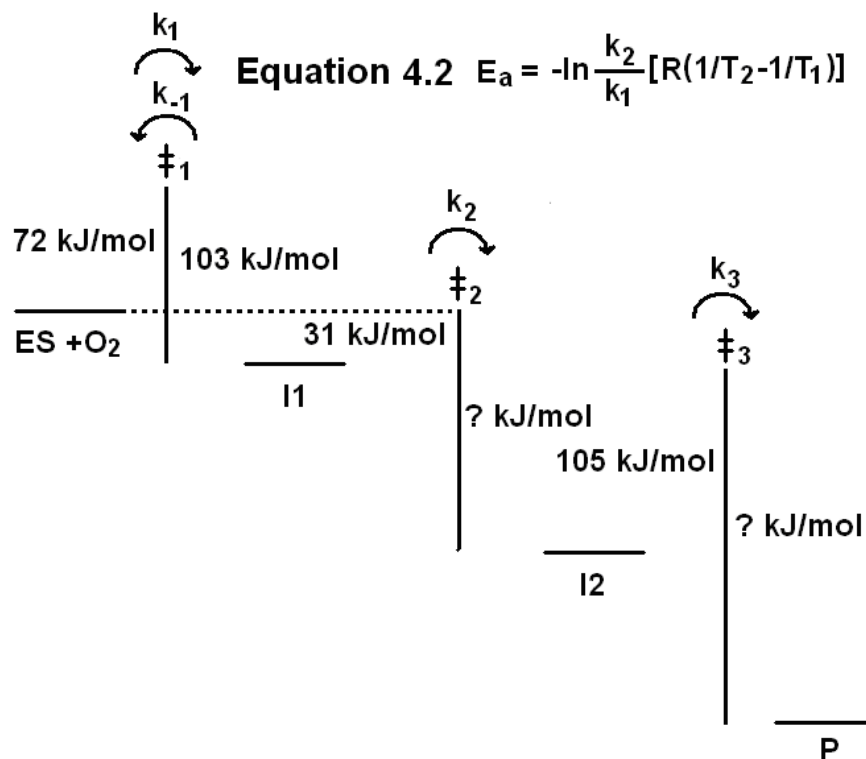 k₁
Equation 4.2 Eₐ = -ln k₂/k₁ [R(1/T₂-1/T₁)]
k₋₁
‡₁
72 kJ/mol
103 kJ/mol
k₂
‡₂
k₃
‡₃
ES +O₂
31 kJ/mol
I1
? kJ/mol
105 kJ/mol
? kJ/mol
I2
P